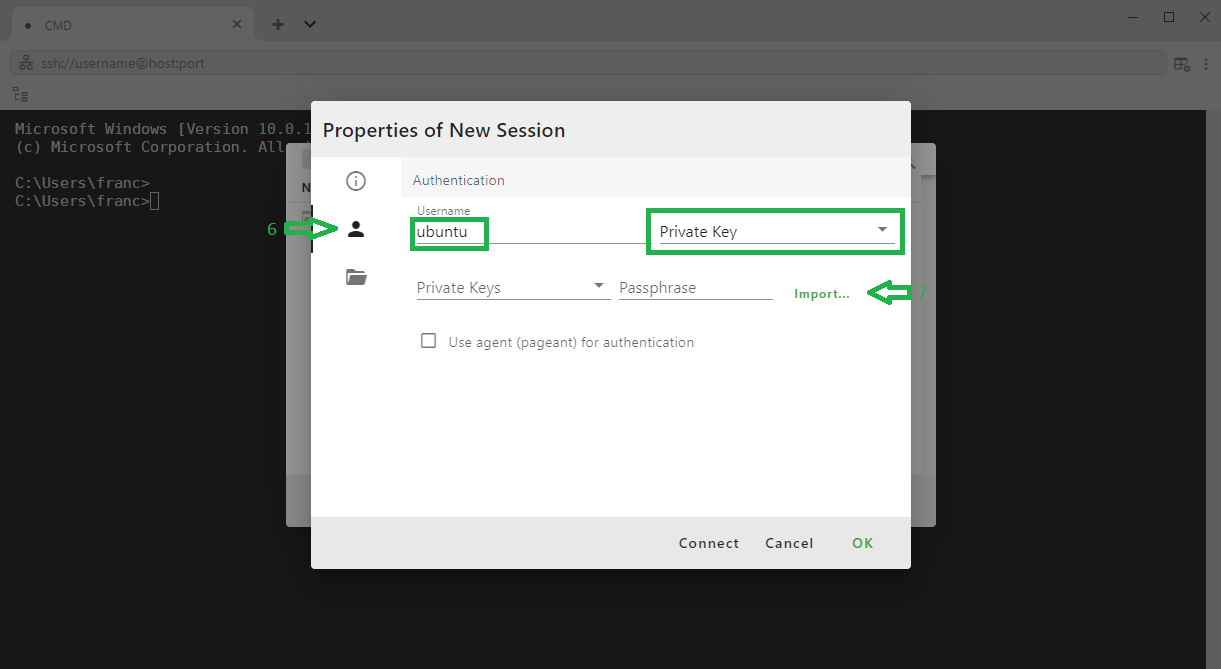 CMD
ssh://username@host:port
Microsoft Windows [Version 10.0.1
(c) Microsoft Corporation. All
C:\Users\franc>
C:\Users\franc>
N
Properties of New Session
Authentication
Username
6
ubuntu
Private Key
Private Keys
Passphrase
Import...
7
Use agent (pageant) for authentication
Connect
Cancel
OK